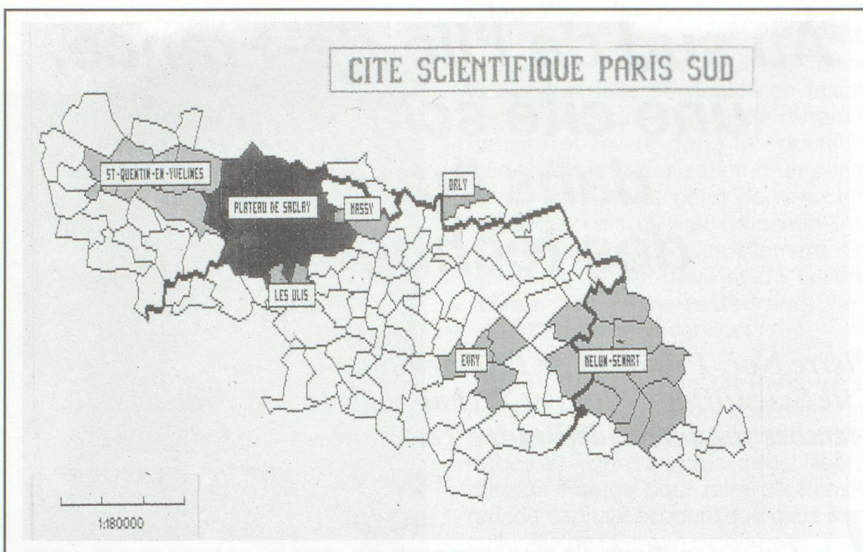 CITE SCIENTIFIQUE PARIS SUD
ST-QUENTIN-EN-YVELINES
ORLY
PLATEAU DE SACLAY
MASSY
LES ULIS
EVRY
MELUN-SENART
1:180000